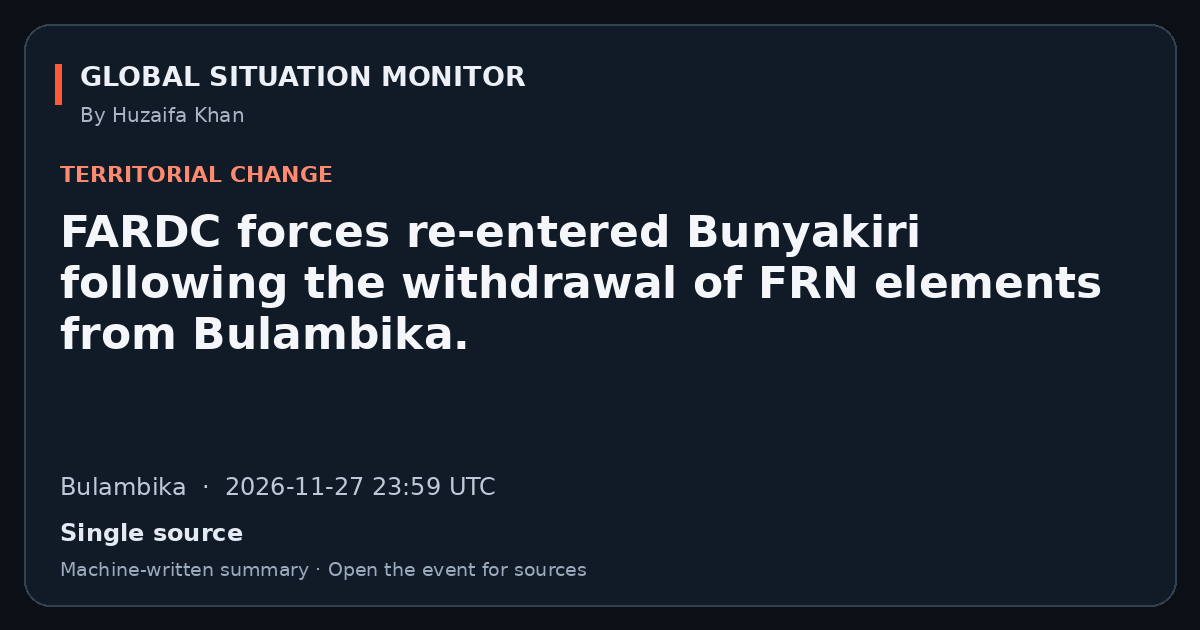 GLOBAL SITUATION MONITOR
By Huzaifa Khan
TERRITORIAL CHANGE
FARDC forces re-entered Bunyakiri
following the withdrawal of FRN elements
from Bulambika.
Bulambika · 2026-11-27 23:59 UTC
Single source
Machine-written summary · Open the event for sources